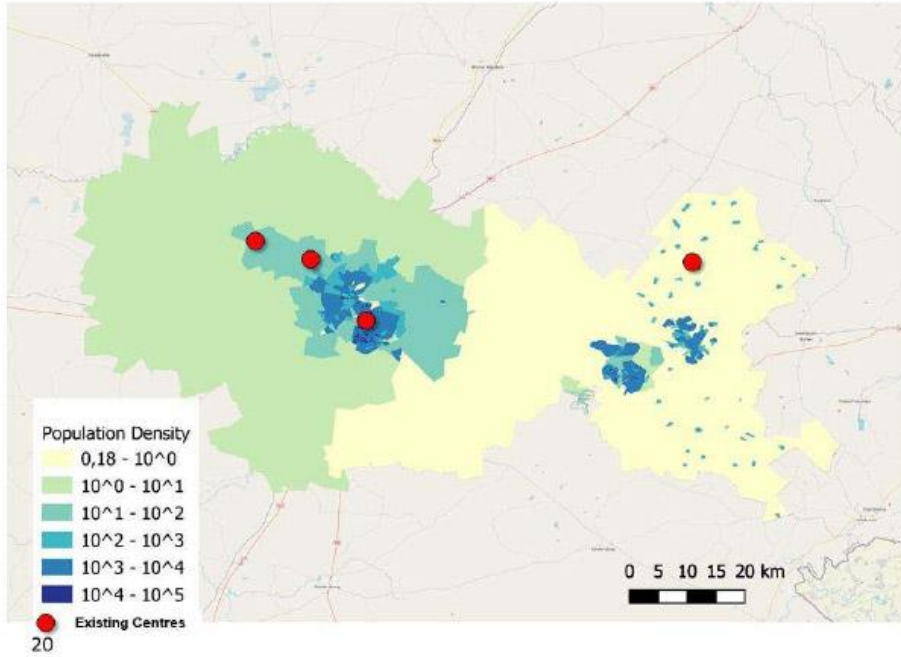 Population Density
0,18 - 10^0
10^0 - 10^1
10^1 - 10^2
10^2 - 10^3
10^3 - 10^4
10^4 - 10^5
Existing Centres
0 5 10 15 20 km
20